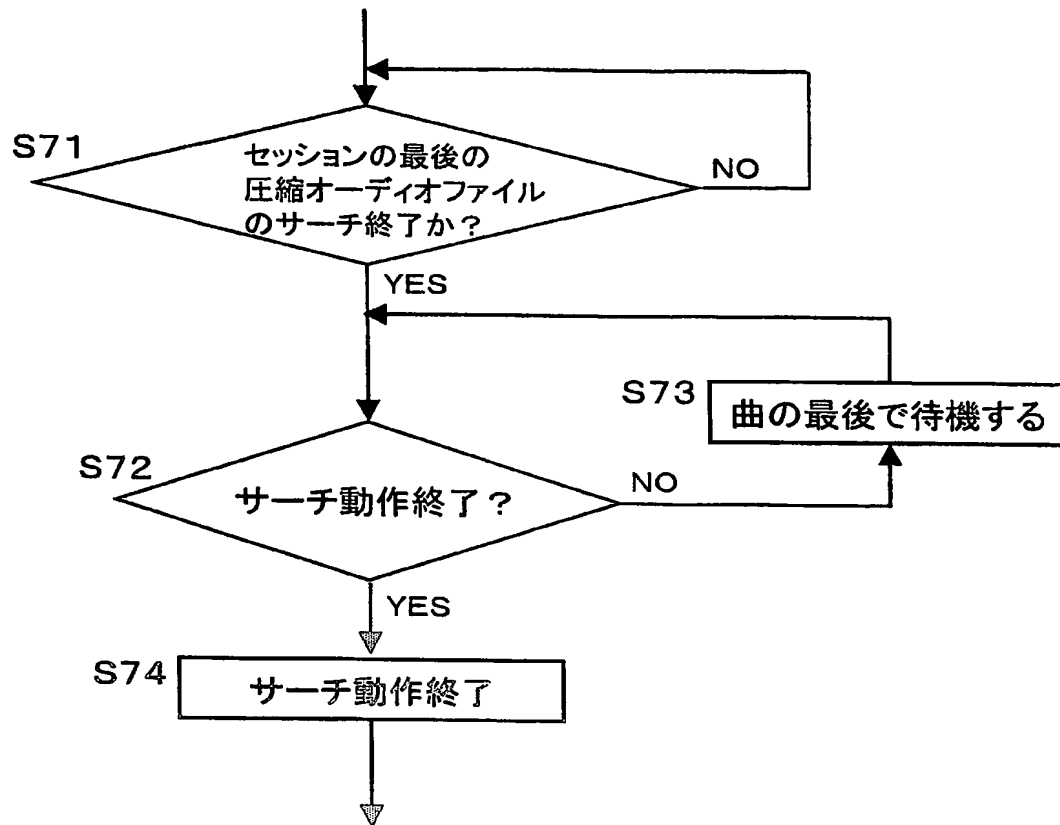 S71
セッションの最後の
圧縮オーディオファイル
のサーチ終了か？
NO
YES
S73
曲の最後で待機する
S72
サーチ動作終了？
NO
YES
S74
サーチ動作終了